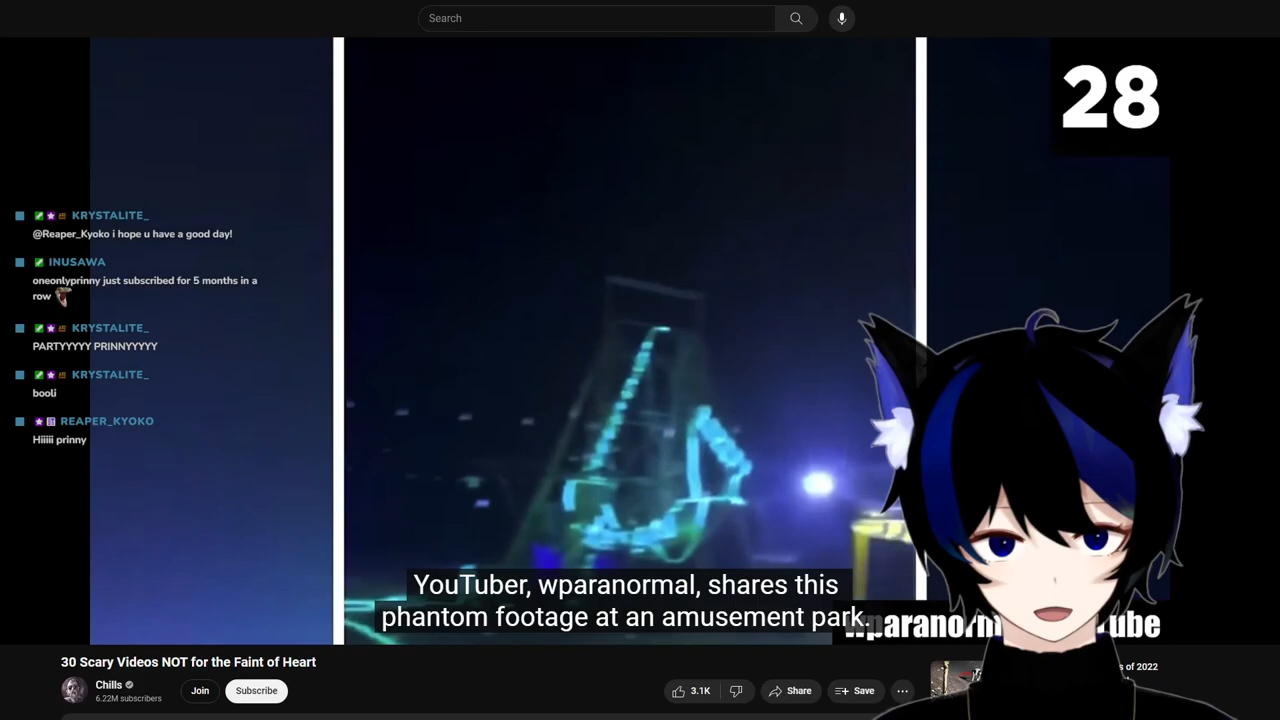 Search
28
KRYSTALITE_
@Reaper_Kyoko i hope u have a good day!
INUSAWA
oneonlyprinny just subscribed for 5 months in a
row
KRYSTALITE_
PARTYYYYY PRINNYYYYY
KRYSTALITE_
booli
REAPER_KYOKO
Hiiiii prinny
YouTuber, wparanormal, shares this
phantom footage at an amusement park.
30 Scary Videos NOT for the Faint of Heart
Chills
6.22M subscribers
Join
Subscribe
3.1K
Share
Save
of 2022